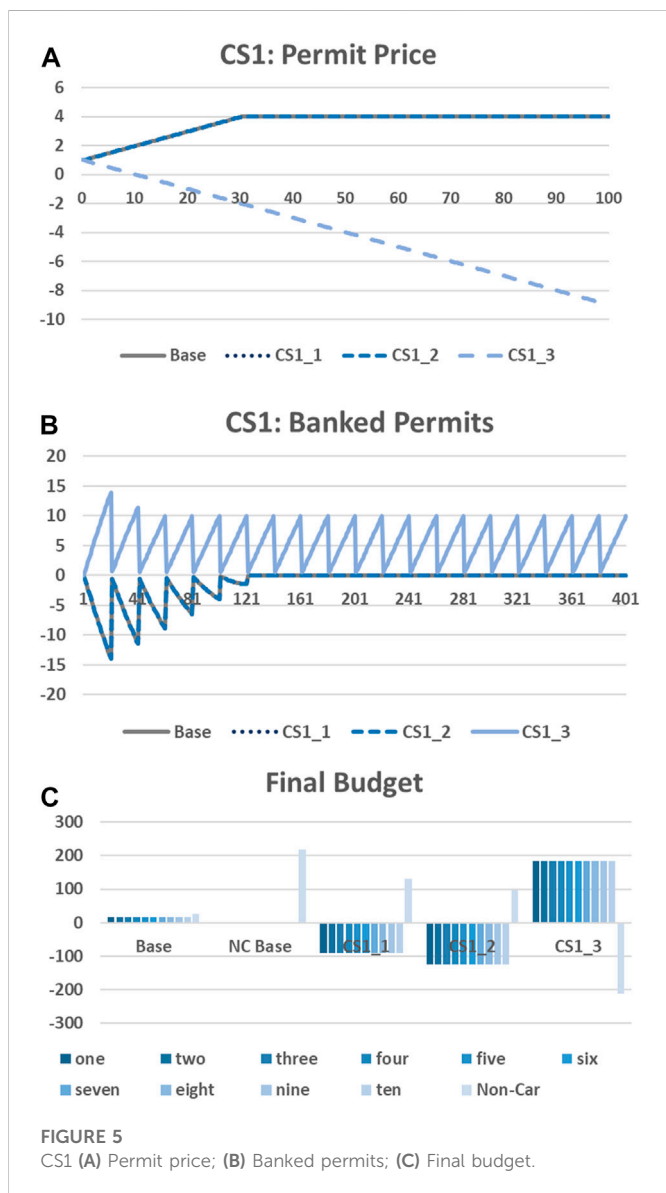 A
CS1: Permit Price
6
4
2
0
0 10 20 30 40 50 60 70 80 90 100
-2
-4
-6
-8
-10
Base CS1_1 CS1_2 CS1_3
B
CS1: Banked Permits
20
15
10
5
0
1 41 81 121 161 201 241 281 321 361 401
-5
-10
-15
-20
Base CS1_1 CS1_2 CS1_3
C
Final Budget
300
200
100
0
Base NC Base CS1_1 CS1_2 CS1_3
-100
-200
-300
one two three four five six
seven eight nine ten Non-Car
FIGURE 5
CS1 (A) Permit price; (B) Banked permits; (C) Final budget.